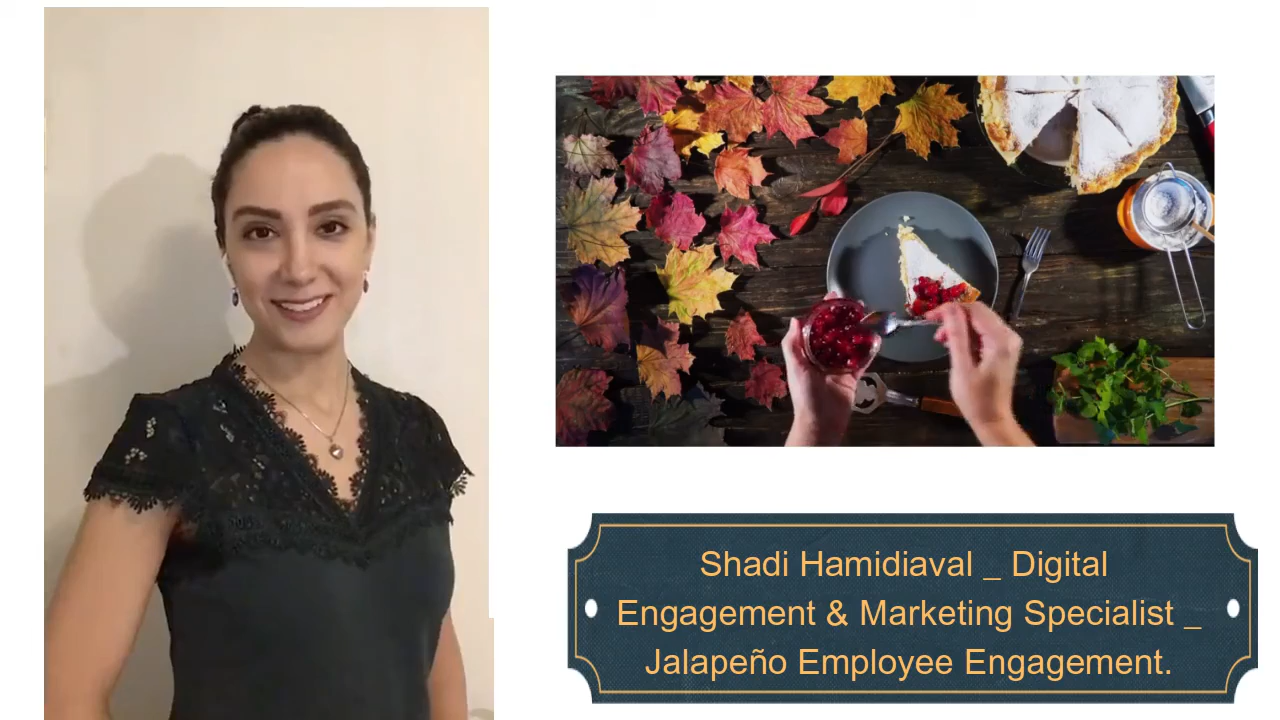 Shadi Hamidiaval _ Digital
Engagement & Marketing Specialist _
Jalapeño Employee Engagement.